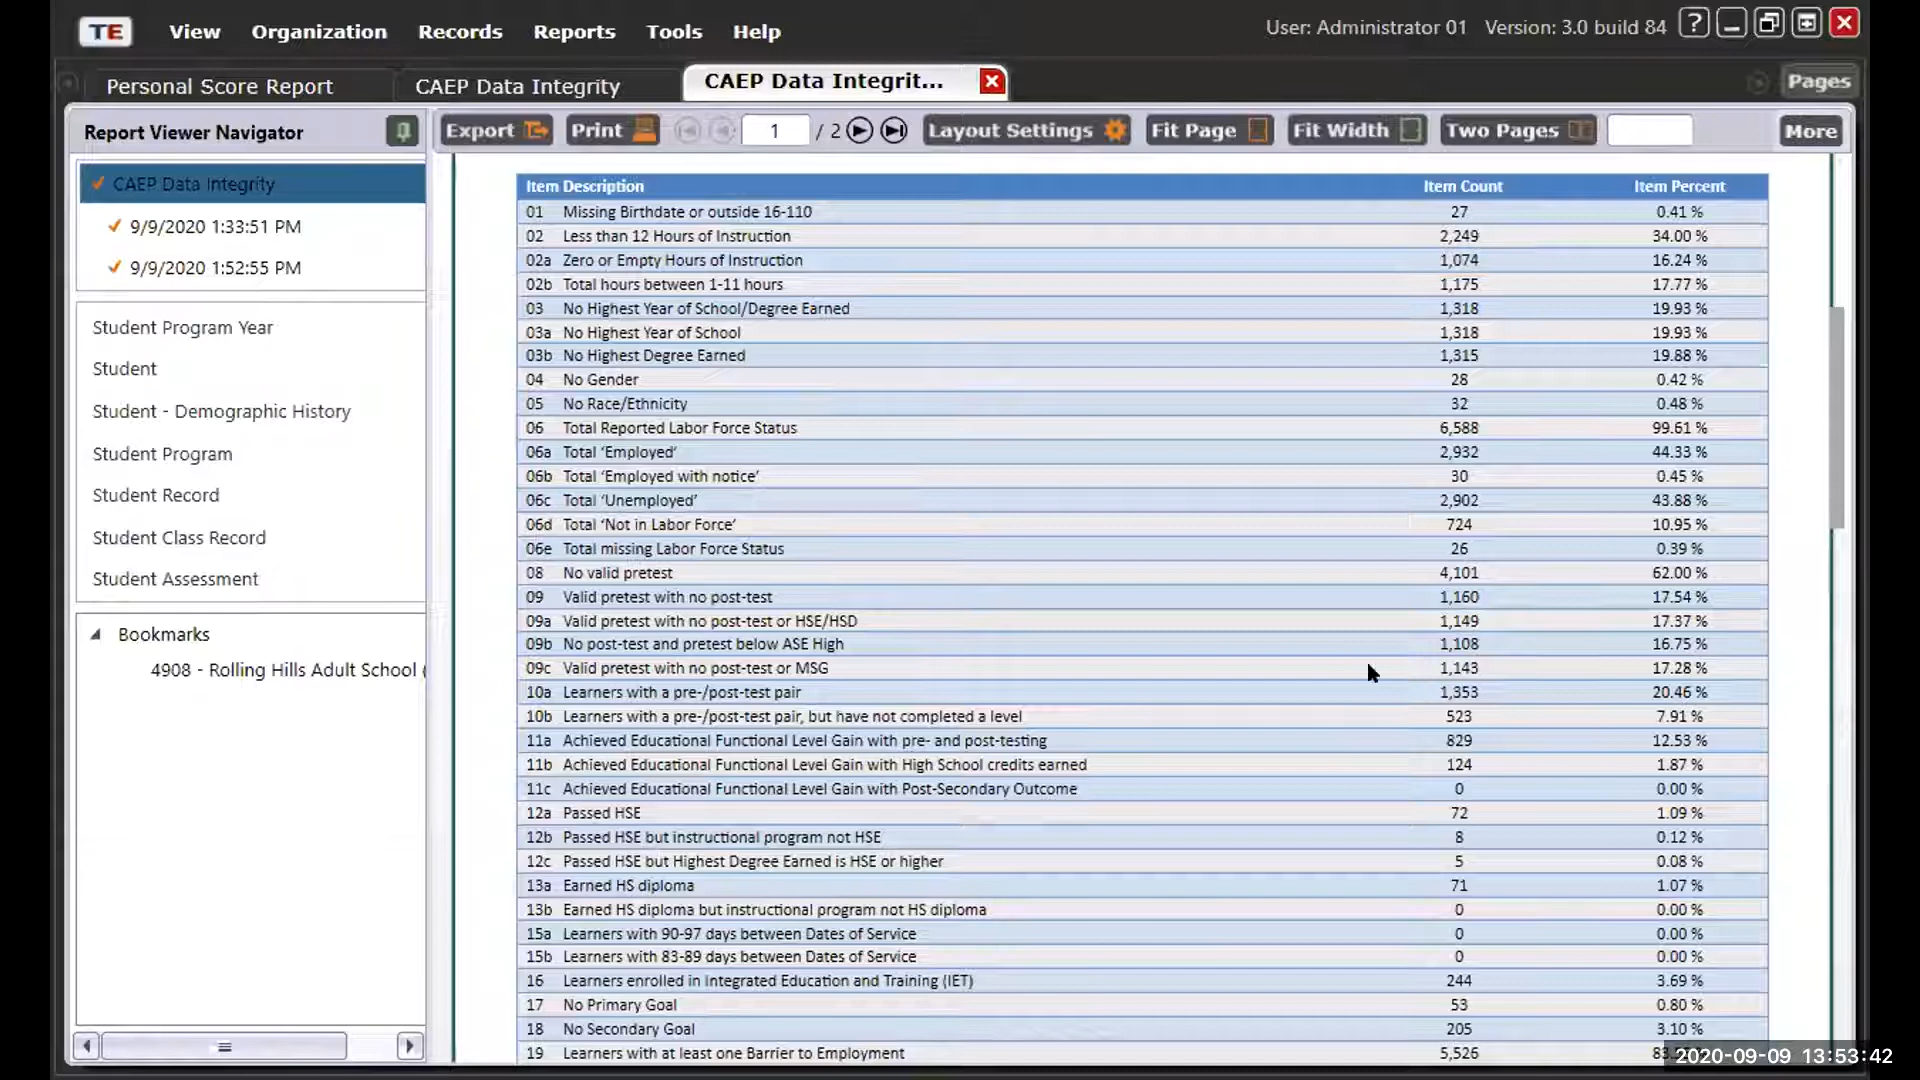 TE View Organization Records Reports Tools Help User: Administrator 01 Version: 3.0 build 84 ?
Personal Score Report CAEP Data Integrity CAEP Data Integrit... Pages
Report Viewer Navigator Export Print 1 / 2 Layout Settings Fit Page Fit Width Two Pages More
CAEP Data Integrity
9/9/2020 1:33:51 PM
9/9/2020 1:52:55 PM
Student Program Year
Student
Student - Demographic History
Student Program
Student Record
Student Class Record
Student Assessment
Bookmarks
4908 - Rolling Hills Adult School (
Item Description Item Count Item Percent
01 Missing Birthdate or outside 16-110 27 0.41 %
02 Less than 12 Hours of Instruction 2,249 34.00 %
02a Zero or Empty Hours of Instruction 1,074 16.24 %
02b Total hours between 1-11 hours 1,175 17.77 %
03 No Highest Year of School/Degree Earned 1,318 19.93 %
03a No Highest Year of School 1,318 19.93 %
03b No Highest Degree Earned 1,315 19.88 %
04 No Gender 28 0.42 %
05 No Race/Ethnicity 32 0.48 %
06 Total Reported Labor Force Status 6,588 99.61 %
06a Total ‘Employed’ 2,932 44.33 %
06b Total ‘Employed with notice’ 30 0.45 %
06c Total ‘Unemployed’ 2,902 43.88 %
06d Total ‘Not in Labor Force’ 724 10.95 %
06e Total missing Labor Force Status 26 0.39 %
08 No valid pretest 4,101 62.00 %
09 Valid pretest with no post-test 1,160 17.54 %
09a Valid pretest with no post-test or HSE/HSD 1,149 17.37 %
09b No post-test and pretest below ASE High 1,108 16.75 %
09c Valid pretest with no post-test or MSG 1,143 17.28 %
10a Learners with a pre-/post-test pair 1,353 20.46 %
10b Learners with a pre-/post-test pair, but have not completed a level 523 7.91 %
11a Achieved Educational Functional Level Gain with pre- and post-testing 829 12.53 %
11b Achieved Educational Functional Level Gain with High School credits earned 124 1.87 %
11c Achieved Educational Functional Level Gain with Post-Secondary Outcome 0 0.00 %
12a Passed HSE 72 1.09 %
12b Passed HSE but instructional program not HSE 8 0.12 %
12c Passed HSE but Highest Degree Earned is HSE or higher 5 0.08 %
13a Earned HS diploma 71 1.07 %
13b Earned HS diploma but instructional program not HS diploma 0 0.00 %
15a Learners with 90-97 days between Dates of Service 0 0.00 %
15b Learners with 83-89 days between Dates of Service 0 0.00 %
16 Learners enrolled in Integrated Education and Training (IET) 244 3.69 %
17 No Primary Goal 53 0.80 %
18 No Secondary Goal 205 3.10 %
19 Learners with at least one Barrier to Employment 5,526
2020-09-09 13:53:42